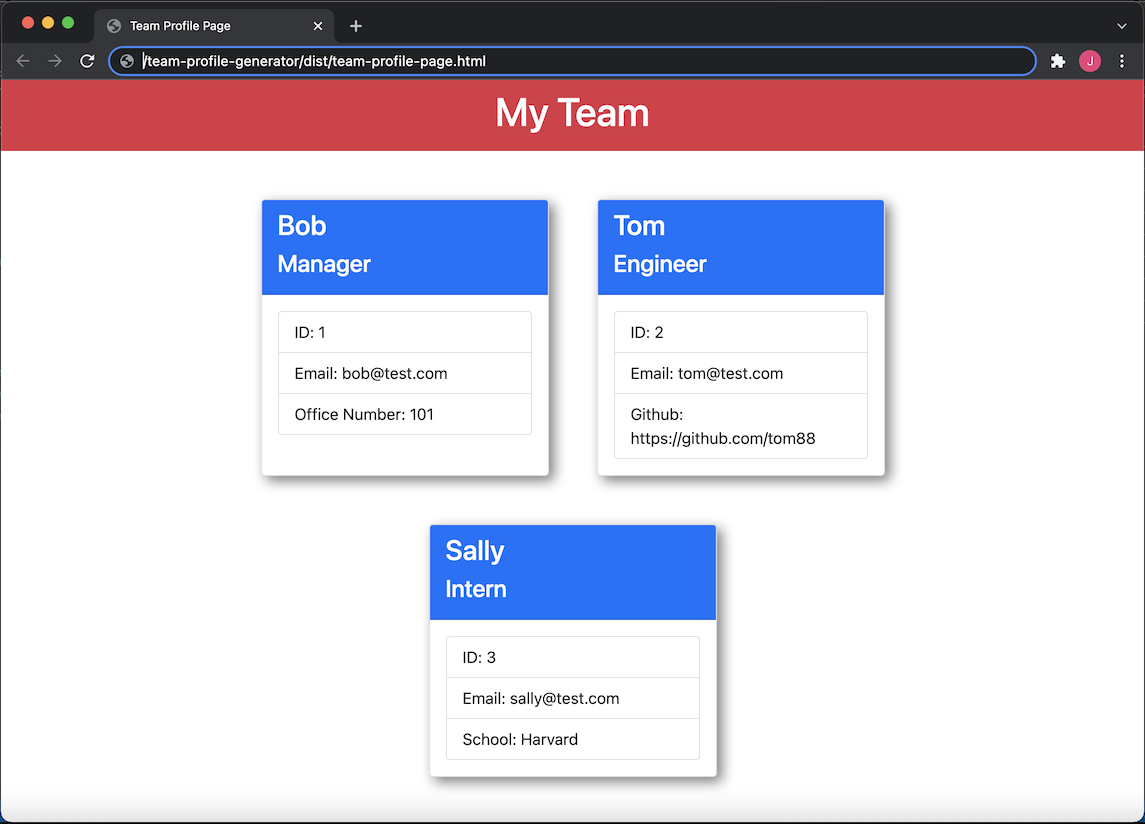 Team Profile Page
/team-profile-generator/dist/team-profile-page.html
J
My Team
Bob
Manager
ID: 1
Email: bob@test.com
Office Number: 101
Tom
Engineer
ID: 2
Email: tom@test.com
Github:
https://github.com/tom88
Sally
Intern
ID: 3
Email: sally@test.com
School: Harvard